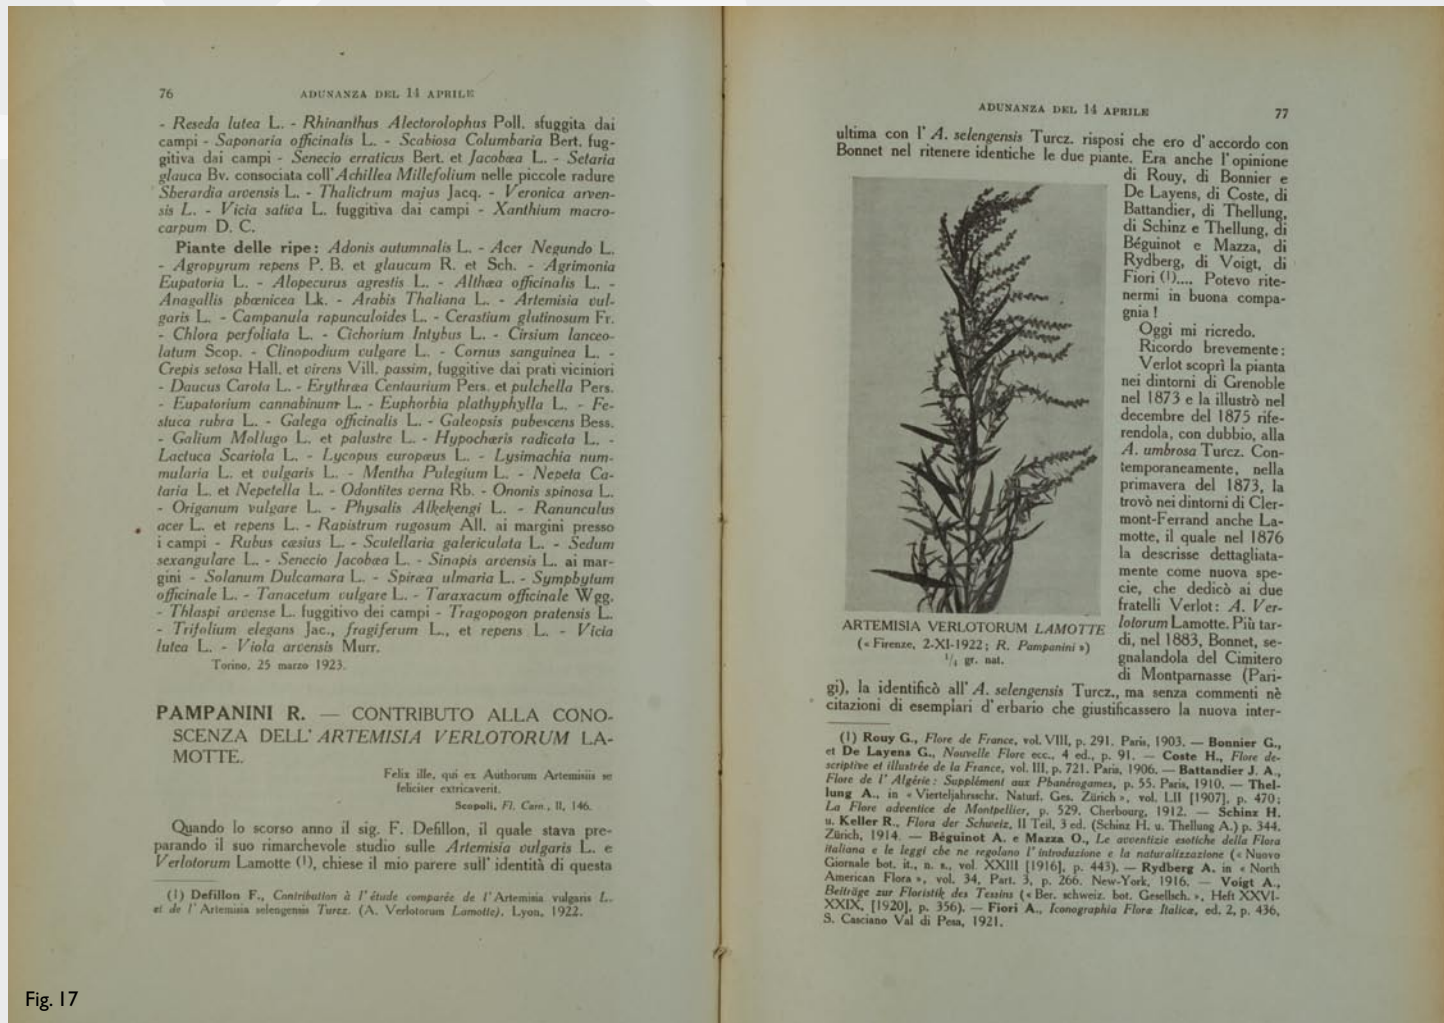 76 ADUNANZA DEL 14 APRILE
- Reseda lutea L. - Rhinanthus Alectorolophus Poll. sfuggita dai
campi - Saponaria officinalis L. - Scabiosa Columbaria Bert. fug-
gitiva dai campi - Senecio erraticus Bert. et Jacobæa L. - Setaria
glauca Bv. consociata coll'Achillea Millefolium nelle piccole radure
Sberardia arvensis L. - Thalictrum majus Jacq. - Veronica arven-
sis L. - Vicia sativa L. fuggitiva dai campi - Xanthium macro-
carpum D. C.
Piante delle ripe: Adonis autumnalis L. - Acer Negundo L.
- Agropyrum repens P. B. et glaucum R. et Sch. - Agrimonia
Eupatoria L. - Alopecurus agrestis L. - Althæa officinalis L. -
Anagallis phœnicea Lk. - Arabis Thaliana L. - Artemisia vul-
garis L. - Campanula rapunculoides L. - Cerastium glutinosum Fr.
- Chlora perfoliata L. - Cichorium Intybus L. - Cirsium lanceo-
latum Scop. - Clinopodium vulgare L. - Cornus sanguinea L. -
Crepis setosa Hall. et virens Vill. passim, fuggitive dai prati viciniori
- Daucus Carota L. - Erythræa Centaurium Pers. et pulchella Pers.
- Eupatorium cannabinum L. - Euphorbia plathyphylla L. - Fe-
stuca rubra L. - Galega officinalis L. - Galeopsis pubescens Bess.
- Galium Mollugo L. et palustre L. - Hypochæris radicata L. -
Lactuca Scariola L. - Lycopus europæus L. - Lysimachia num-
mularia L. et vulgaris L. - Mentha Pulegium L. - Nepeta Ca-
taria L. et Nepetella L. - Odontites verna Rb. - Ononis spinosa L.
- Origanum vulgare L. - Physalis Alkekengi L. - Ranunculus
acer L. et repens L. - Rapistrum rugosum All. ai margini presso
i campi - Rubus cæsius L. - Scutellaria galericulata L. - Sedum
sexangulare L. - Senecio Jacobæa L. - Sinapis arvensis L. ai mar-
gini - Solanum Dulcamara L. - Spiræa ulmaria L. - Symphytum
officinale L. - Tanacetum vulgare L. - Taraxacum officinale Wgg.
- Thlaspi arvense L. fuggitivo dei campi - Tragopogon pratensis L.
- Trifolium elegans Jac., fragiferum L., et repens L. - Vicia
lutea L. - Viola arvensis Murr.
Torino, 25 marzo 1923.
PAMPANINI R. — CONTRIBUTO ALLA CONO-
SCENZA DELL'ARTEMISIA VERLOTORUM LA-
MOTTE.
Felix ille, qui ex Authorum Artemisiis se
feliciter extricaverit.
Scopoli, Fl. Carn., II, 146.
Quando lo scorso anno il sig. F. Defillon, il quale stava pre-
parando il suo rimarchevole studio sulle Artemisia vulgaris L. e
Verlotorum Lamotte (1), chiese il mio parere sull'identità di questa
(1) Defillon F., Contribution à l'étude comparée de l'Artemisia vulgaris L.
et de l'Artemisia selengensis Turcz. (A. Verlotorum Lamotte). Lyon, 1922.
Fig. 17
ADUNANZA DEL 14 APRILE 77
ultima con l'A. selengensis Turcz. risposi che ero d'accordo con
Bonnet nel ritenere identiche le due piante. Era anche l'opinione
di Rouy, di Bonnier e
De Layens, di Coste, di
Battandier, di Thellung,
di Schinz e Thellung, di
Béguinot e Mazza, di
Rydberg, di Voigt, di
Fiori (1).... Potevo rite-
nermi in buona compa-
gnia !
Oggi mi ricredo.
Ricordo brevemente:
Verlot scoprì la pianta
nei dintorni di Grenoble
nel 1873 e la illustrò nel
decembre del 1875 rife-
rendola, con dubbio, alla
A. umbrosa Turcz. Con-
temporaneamente, nella
primavera del 1873, la
trovò nei dintorni di Cler-
mont-Ferrand anche La-
motte, il quale nel 1876
la descrisse dettagliata-
mente come nuova spe-
cie, che dedicò ai due
fratelli Verlot: A. Ver-
lotorum Lamotte. Più tar-
di, nel 1883, Bonnet, se-
gnalandola del Cimitero
di Montparnasse (Pari-
ARTEMISIA VERLOTORUM LAMOTTE
(« Firenze, 2-XI-1922; R. Pampanini »)
1/4 gr. nat.
gi), la identificò all'A. selengensis Turcz., ma senza commenti nè
citazioni di esemplari d'erbario che giustificassero la nuova inter-
(1) Rouy G., Flore de France, vol. VIII, p. 291. Paris, 1903. — Bonnier G.,
et De Layens G., Nouvelle Flore ecc., 4 ed., p. 91. — Coste H., Flore de-
scriptive et illustrée de la France, vol. III, p. 721. Paris, 1906. — Battandier J. A.,
Flore de l'Algérie: Supplément aux Phanérogames, p. 55. Paris, 1910. — Thel-
lung A., in « Vierteljahrsschr. Naturf. Ges. Zürich », vol. LII [1907], p. 470;
La Flore adventice de Montpellier, p. 529. Cherbourg, 1912. — Schinz H.
u. Keller R., Flora der Schweiz, II Teil, 3 ed. (Schinz H. u. Thellung A.) p. 344.
Zürich, 1914. — Béguinot A. e Mazza O., Le avventizie esotiche della Flora
italiana e le leggi che ne regolano l'introduzione e la naturalizzazione (« Nuovo
Giornale bot. it., n. s., vol. XXIII [1916], p. 443). — Rydberg A. in « North
American Flora », vol. 34, Part. 3, p. 266. New-York, 1916. — Voigt A.,
Beiträge zur Floristik des Tessins (« Ber. schweiz. bot. Gesellsch. », Heft XXVI-
XXIX, [1920], p. 356). — Fiori A., Iconographia Floræ Italicæ, ed. 2, p. 436,
S. Casciano Val di Pesa, 1921.